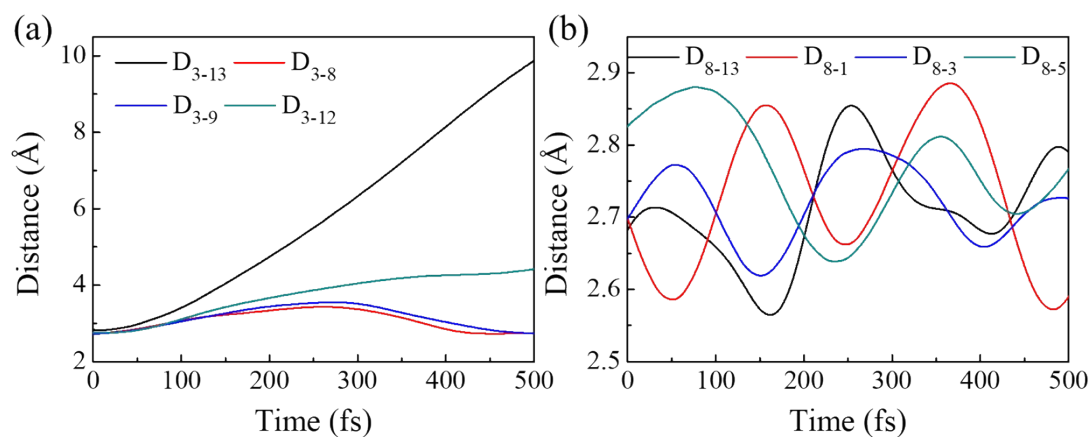 (a)
D3-13 D3-8
D3-9 D3-12
Distance (Å)
10
8
6
4
2
0 100 200 300 400 500
Time (fs)
(b)
D8-13 D8-1 D8-3 D8-5
Distance (Å)
2.9
2.8
2.7
2.6
2.5
0 100 200 300 400 500
Time (fs)